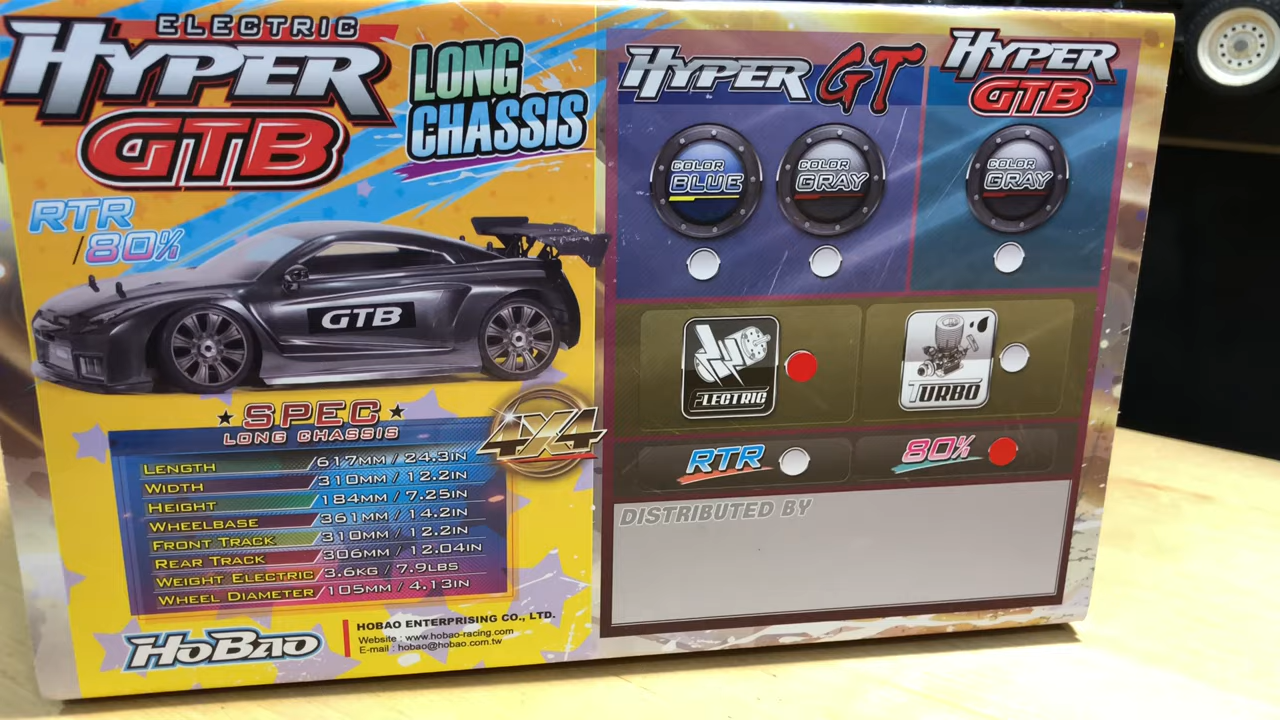 ELECTRIC
HYPER
GTB
LONG
CHASSIS
RTR
/80%
GTB
SPEC
LONG CHASSIS
4X4
LENGTH 617MM / 24.3IN
WIDTH 310MM / 12.2IN
HEIGHT 184MM / 7.25IN
WHEELBASE 361MM / 14.2IN
FRONT TRACK 310MM / 12.2IN
REAR TRACK 306MM / 12.04IN
WEIGHT ELECTRIC 3.6KG / 7.9LBS
WHEEL DIAMETER 105MM / 4.13IN
HOBAO
HOBAO ENTERPRISING CO., LTD.
Website : www.hobao-racing.com
E-mail : hobao@hobao.com.tw
HYPER GT
HYPER
GTB
COLOR
BLUE
COLOR
GRAY
COLOR
GRAY
ELECTRIC
TURBO
RTR
80%
DISTRIBUTED BY